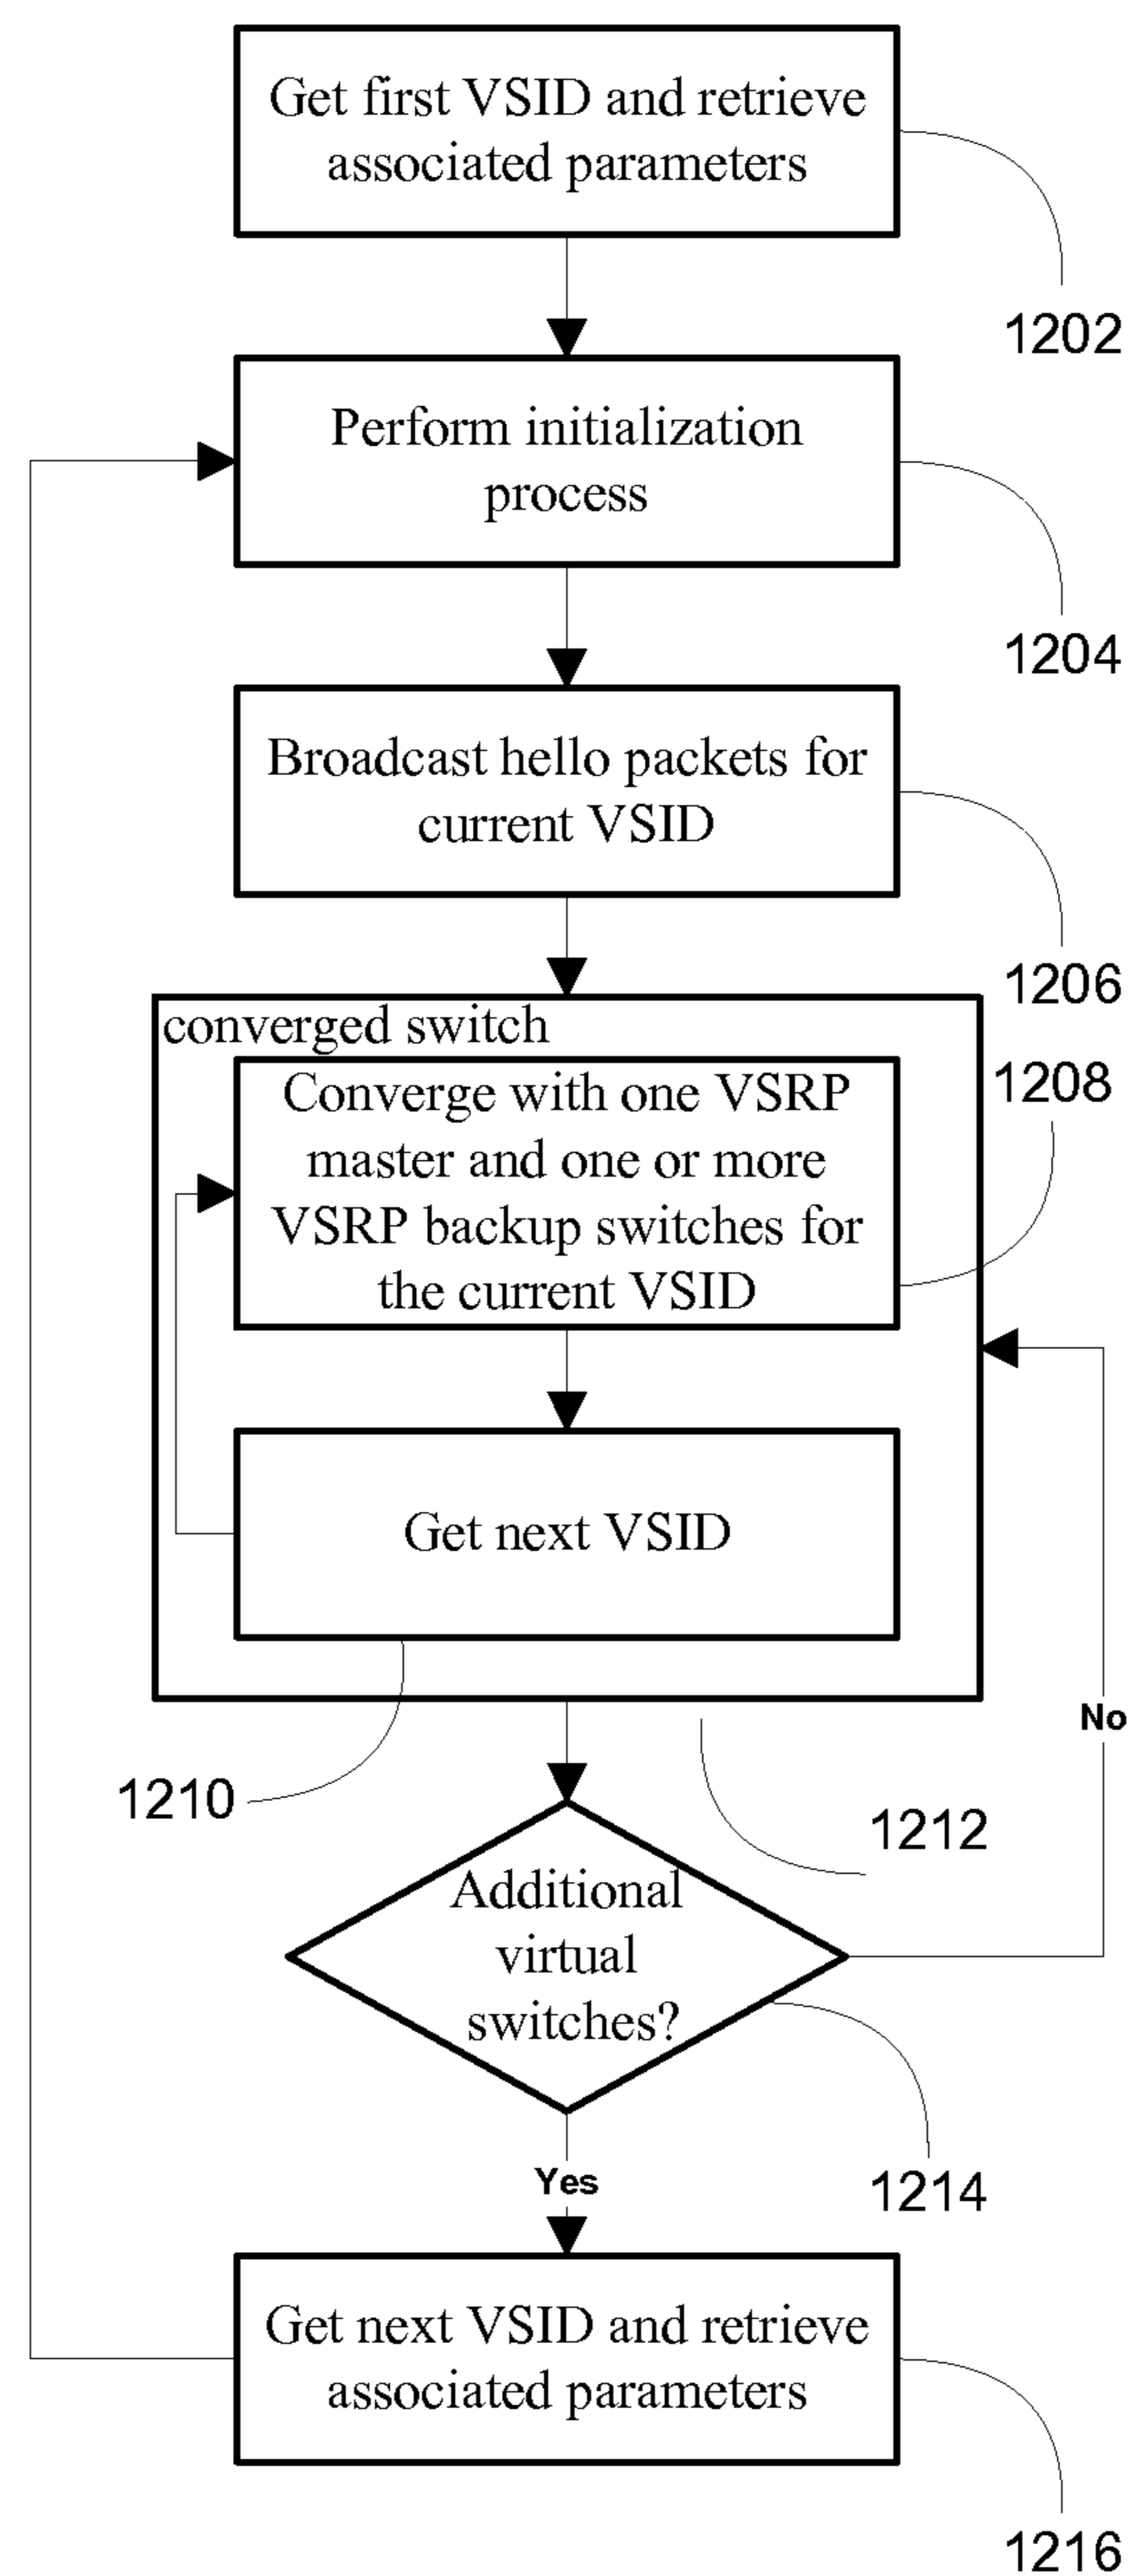 Get first VSID and retrieve
associated parameters
1202
Perform initialization
process
1204
Broadcast hello packets for
current VSID
1206
converged switch
1208
Converge with one VSRP
master and one or more
VSRP backup switches for
the current VSID
Get next VSID
No
1210
1212
Additional
virtual
switches?
1214
Yes
Get next VSID and retrieve
associated parameters
1216